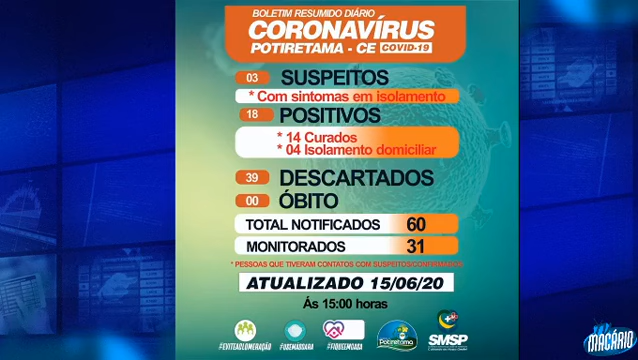 BOLETIM RESUMIDO DIÁRIO
CORONAVÍRUS
POTIRETAMA - CE COVID-19
03 SUSPEITOS
* Com sintomas em isolamento
18 POSITIVOS
* 14 Curados
* 04 Isolamento domiciliar
39 DESCARTADOS
00 ÓBITO
TOTAL NOTIFICADOS 60
MONITORADOS 31
* PESSOAS QUE TIVERAM CONTATOS COM SUSPEITOS/CONFIRMADOS
ATUALIZADO 15/06/20
Ás 15:00 horas
#EVITEAGLOMERAÇÃO #USEMASCARA #FIQUEEMCASA Potiretama SMSP
MACÁRIO